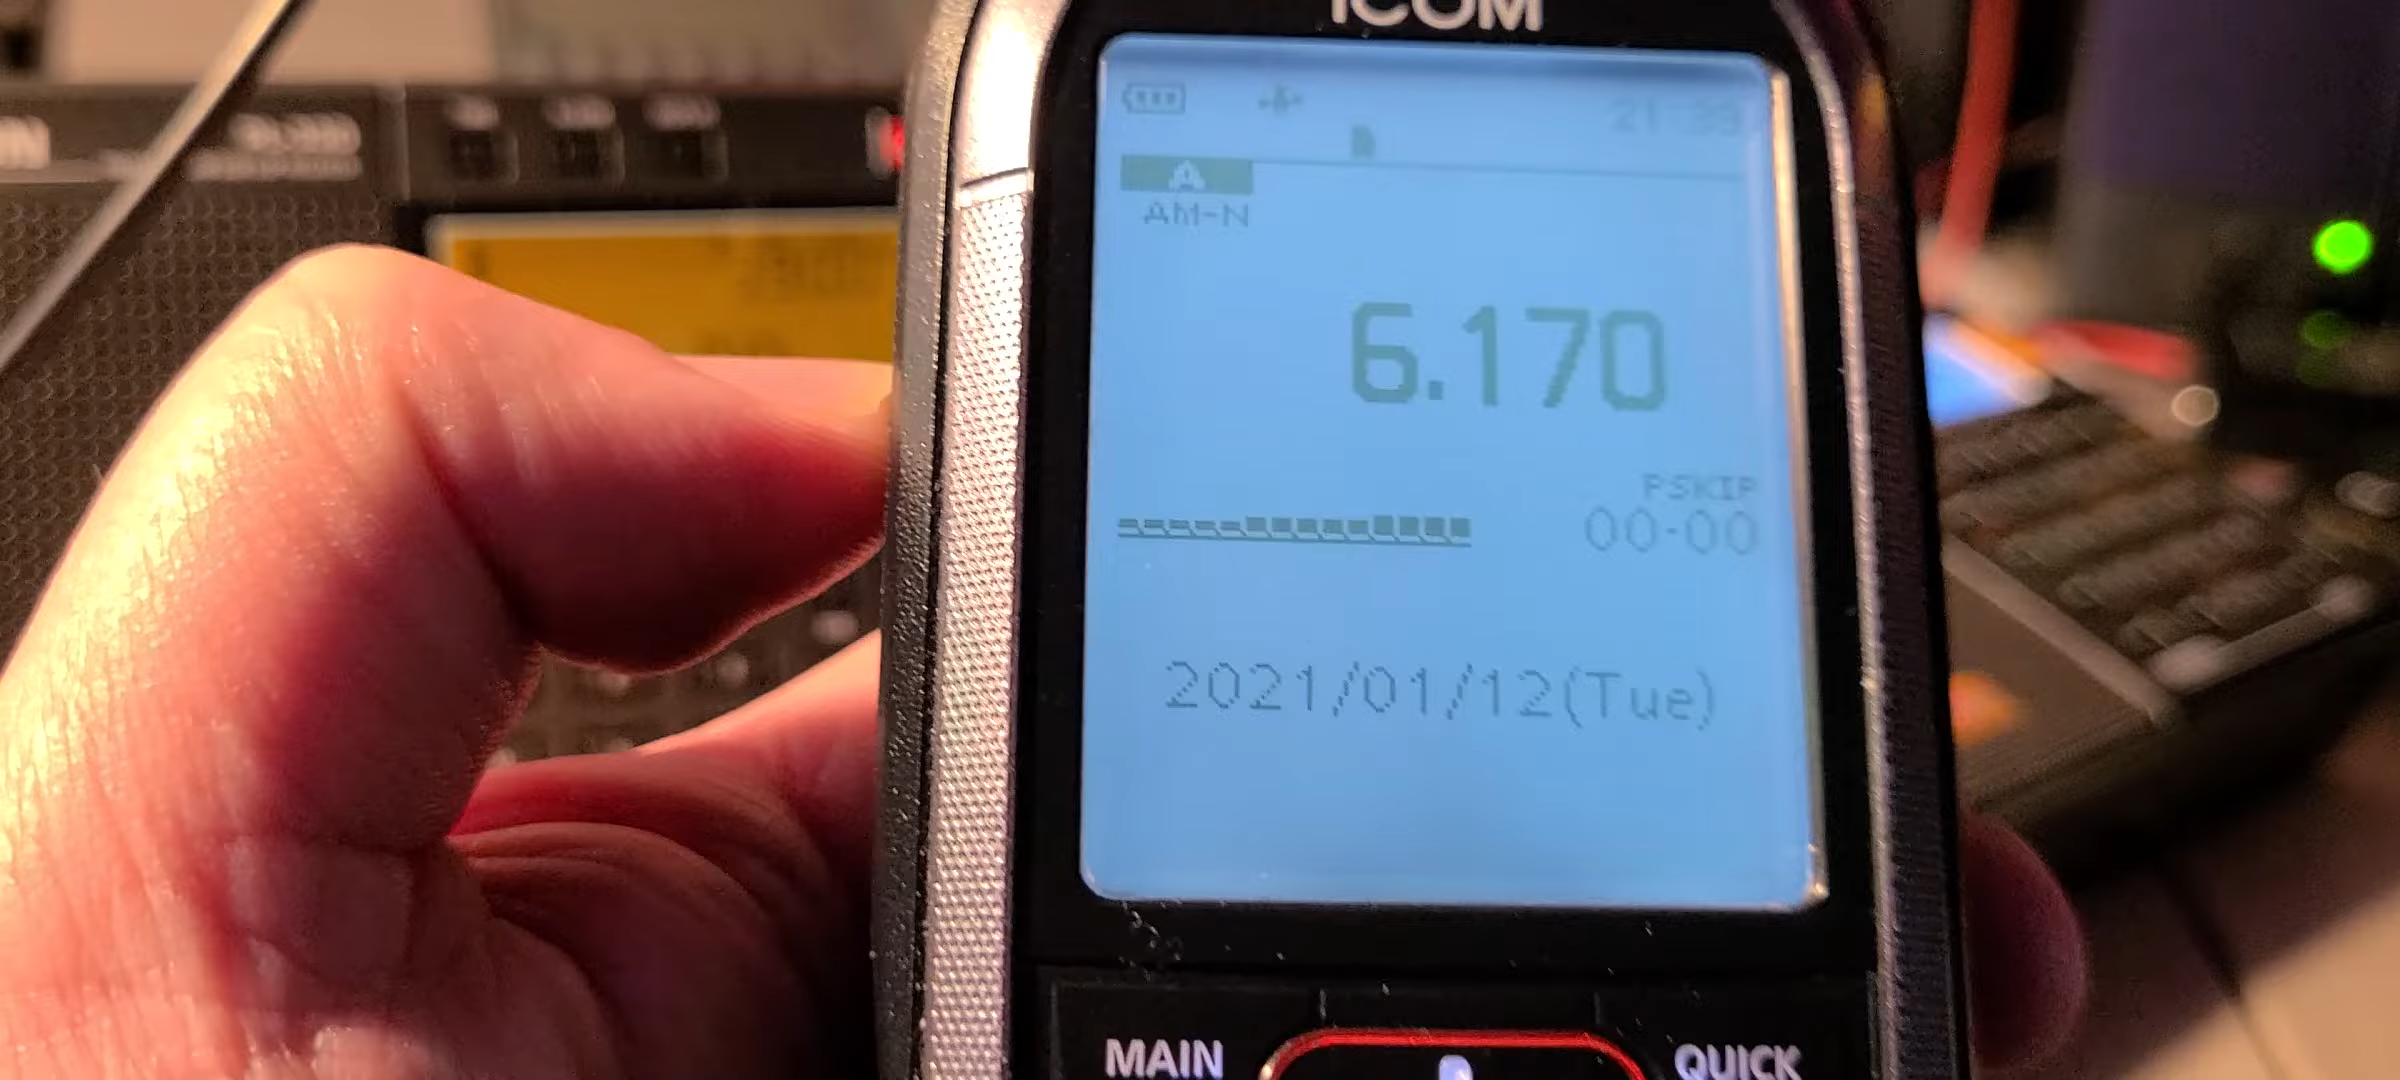 ICOM
A
AM-N
6.170
PSKIP
00-00
2021/01/12(Tue)
MAIN
QUICK